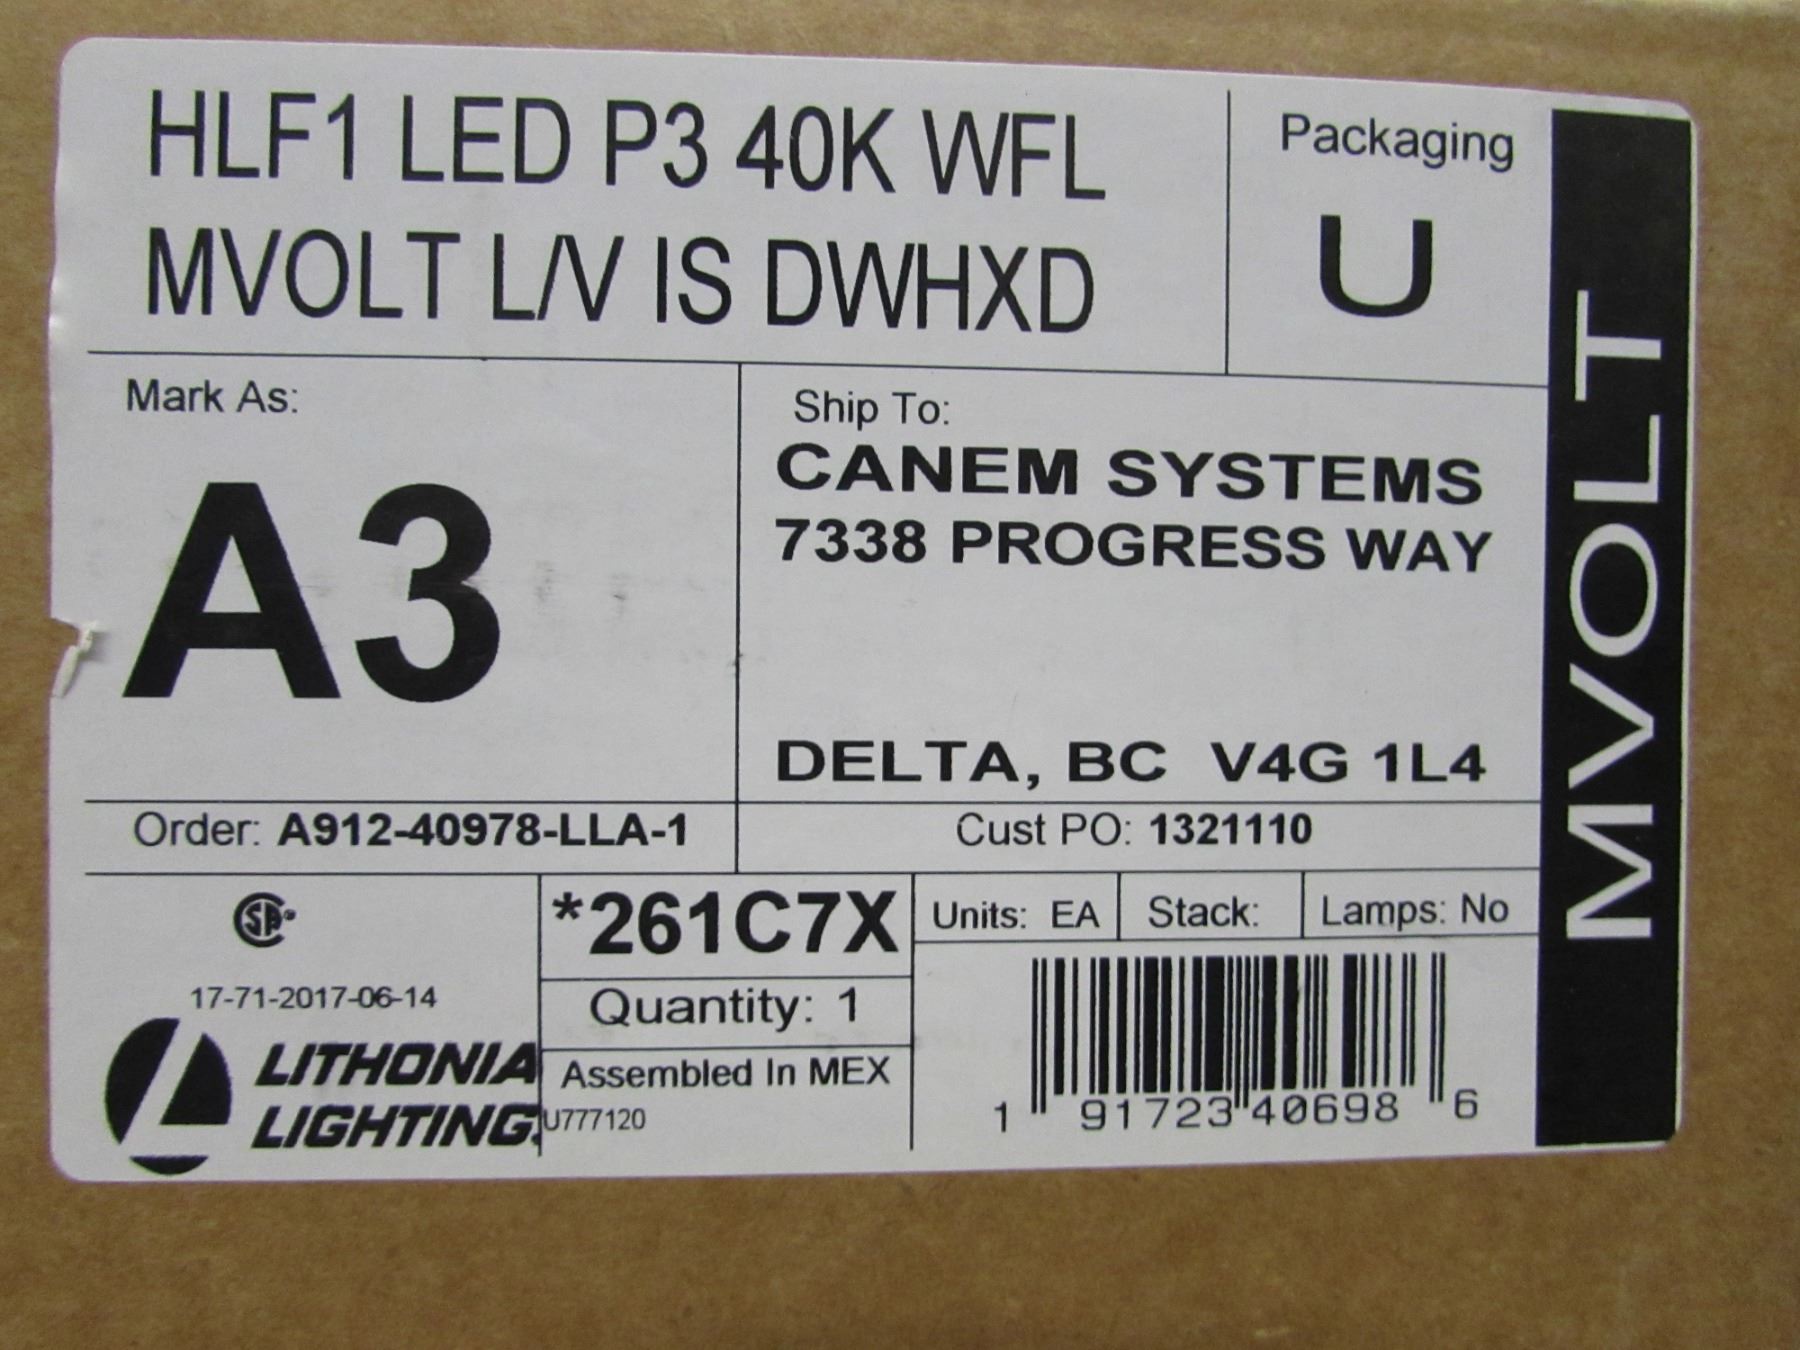 HLF1 LED P3 40K WFL
MVOLT L/V IS DWHXD
Packaging
U
MVOLT
Mark As:
A3
Ship To:
CANEM SYSTEMS
7338 PROGRESS WAY
DELTA, BC V4G 1L4
Order: A912-40978-LLA-1
Cust PO: 1321110
SA
17-71-2017-06-14
LITHONIA
LIGHTING
*261C7X
Quantity: 1
Assembled In MEX
U777120
Units: EA
Stack:
Lamps: No
1 91723 40698 6